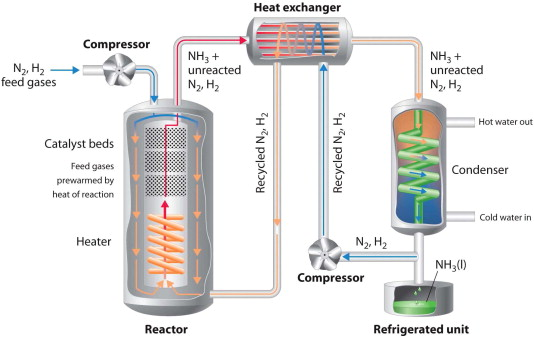 Heat exchanger
Compressor
N₂, H₂
feed gases
NH₃ +
unreacted
N₂, H₂
NH₃ +
unreacted
N₂, H₂
Catalyst beds
Feed gases
prewarmed by
heat of reaction
Heater
Recycled N₂, H₂
Recycled N₂, H₂
Hot water out
Condenser
Cold water in
N₂, H₂
Compressor
NH₃(l)
Reactor
Refrigerated unit